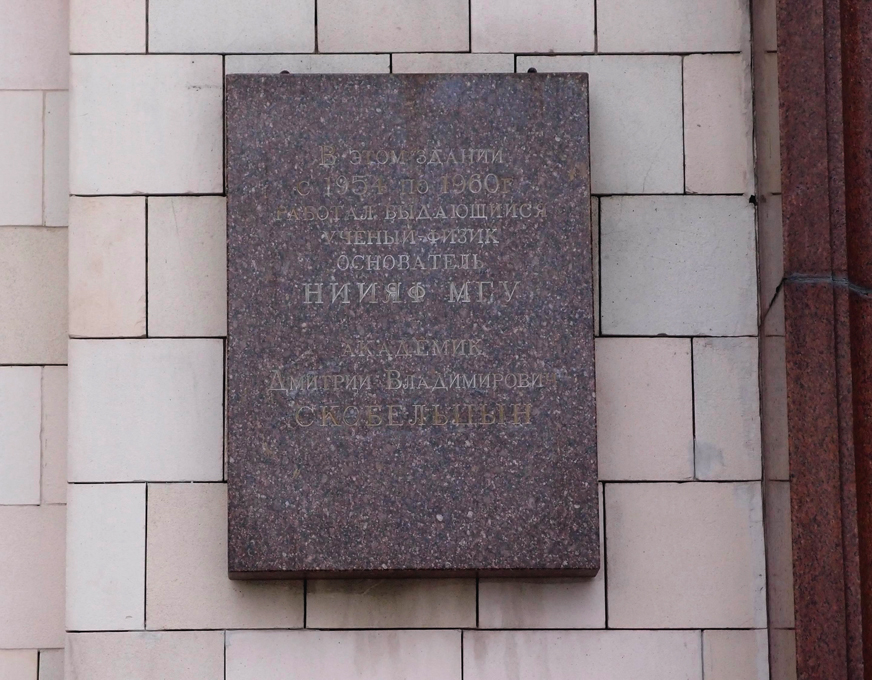 В ЭТОМ ЗДАНИИ
С 1954 ПО 1960 Г.
РАБОТАЛ ВЫДАЮЩИЙСЯ
УЧЕНЫЙ-ФИЗИК
ОСНОВАТЕЛЬ
НИИЯФ МГУ
АКАДЕМИК
ДМИТРИЙ ВЛАДИМИРОВИЧ
СКОБЕЛЬЦЫН